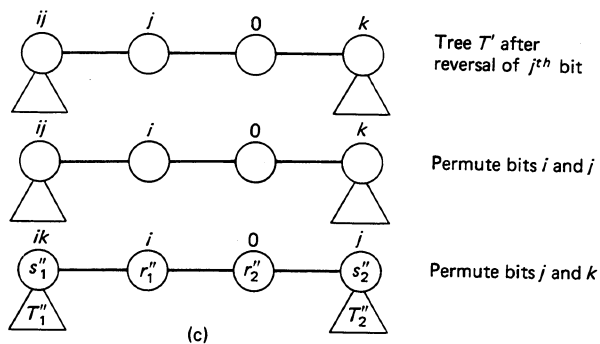 ij j 0 k
Tree T′ after
reversal of jth bit
ij i 0 k
Permute bits i and j
ik i 0 j
s″1 r″1 r″2 s″2
Permute bits j and k
T″1 T″2
(c)